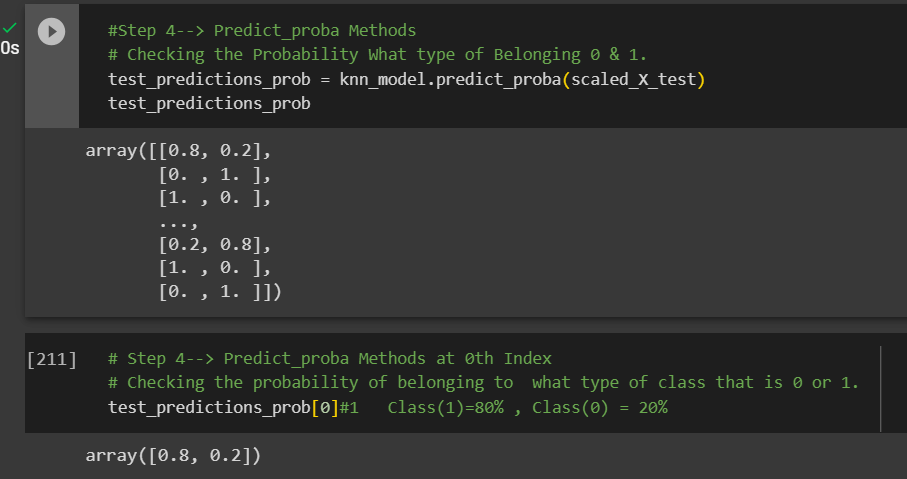 #Step 4--> Predict_proba Methods
# Checking the Probability What type of Belonging 0 & 1.
test_predictions_prob = knn_model.predict_proba(scaled_X_test)
test_predictions_prob
0s
array([[0.8, 0.2],
[0. , 1. ],
[1. , 0. ],
...,
[0.2, 0.8],
[1. , 0. ],
[0. , 1. ]])
[211] # Step 4--> Predict_proba Methods at 0th Index
# Checking the probability of belonging to  what type of class that is 0 or 1.
test_predictions_prob[0]#1   Class(1)=80% , Class(0) = 20%
array([0.8, 0.2])